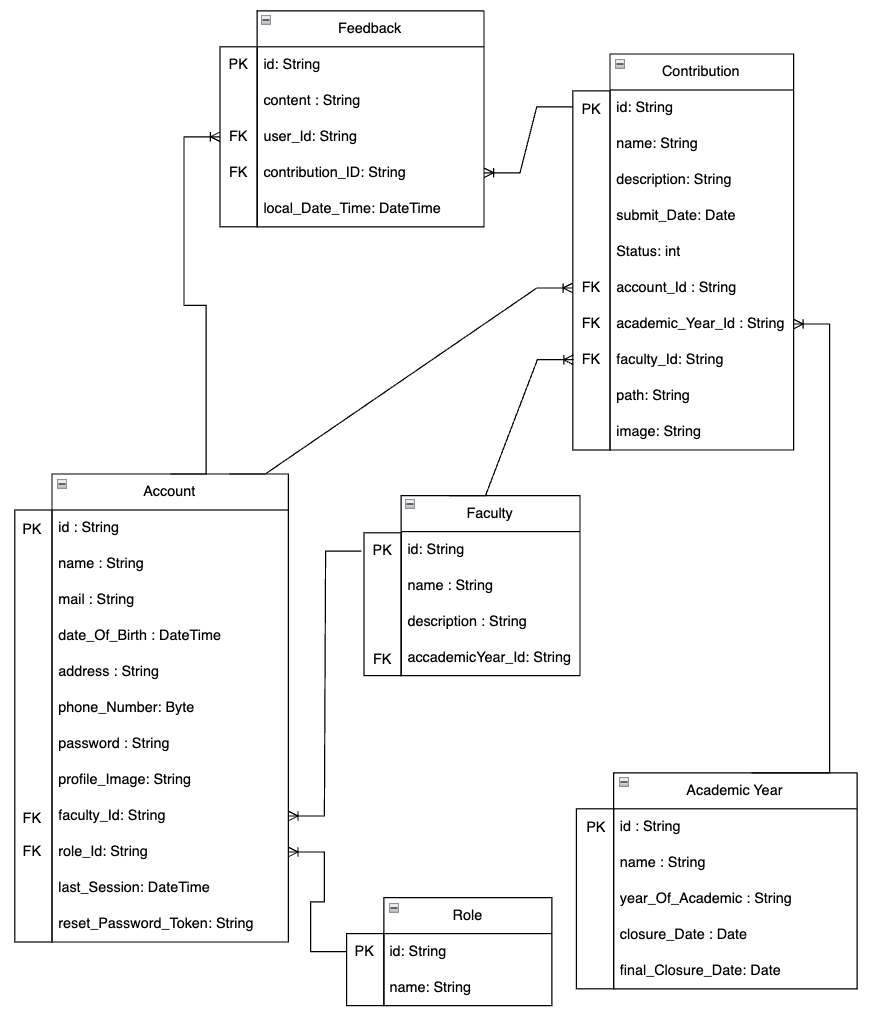 Feedback
PK id: String
content : String
FK user_Id: String
FK contribution_ID: String
local_Date_Time: DateTime
Contribution
PK id: String
name: String
description: String
submit_Date: Date
Status: int
FK account_Id : String
FK academic_Year_Id : String
FK faculty_Id: String
path: String
image: String
Account
PK id : String
name : String
mail : String
date_Of_Birth : DateTime
address : String
phone_Number: Byte
password : String
profile_Image: String
FK faculty_Id: String
FK role_Id: String
last_Session: DateTime
reset_Password_Token: String
Faculty
PK id: String
name : String
description : String
FK accademicYear_Id: String
Role
PK id: String
name: String
Academic Year
PK id : String
name : String
year_Of_Academic : String
closure_Date : Date
final_Closure_Date: Date